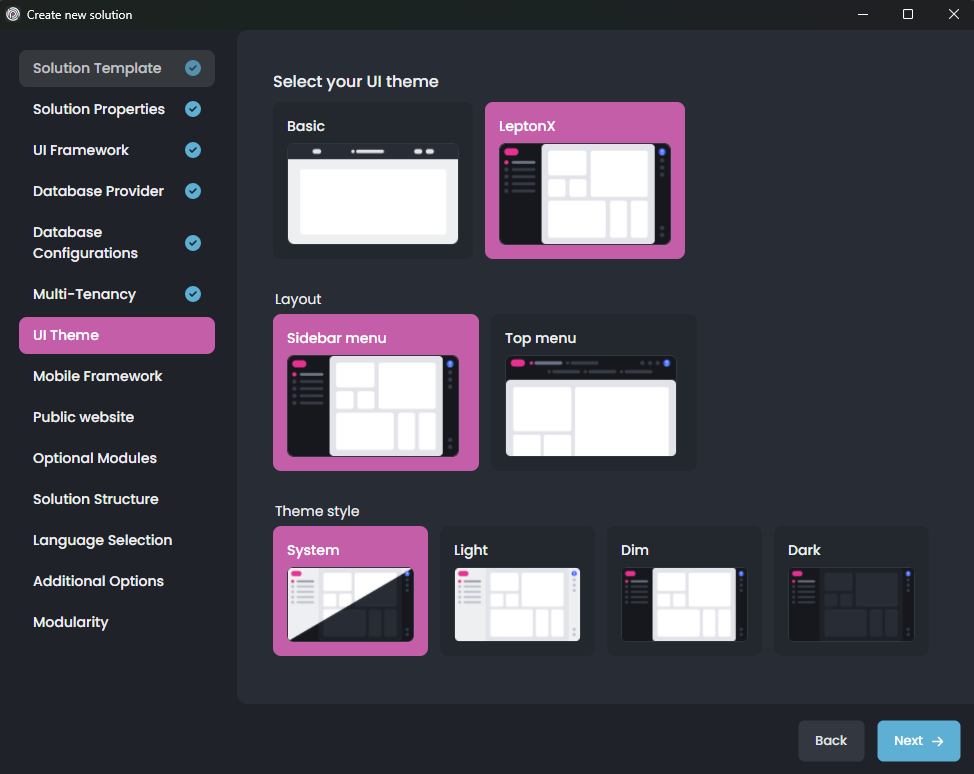 Create new solution
Solution Template
Solution Properties
UI Framework
Database Provider
Database
Configurations
Multi-Tenancy
UI Theme
Mobile Framework
Public website
Optional Modules
Solution Structure
Language Selection
Additional Options
Modularity
Select your UI theme
Basic
LeptonX
Layout
Sidebar menu
Top menu
Theme style
System
Light
Dim
Dark
Back
Next